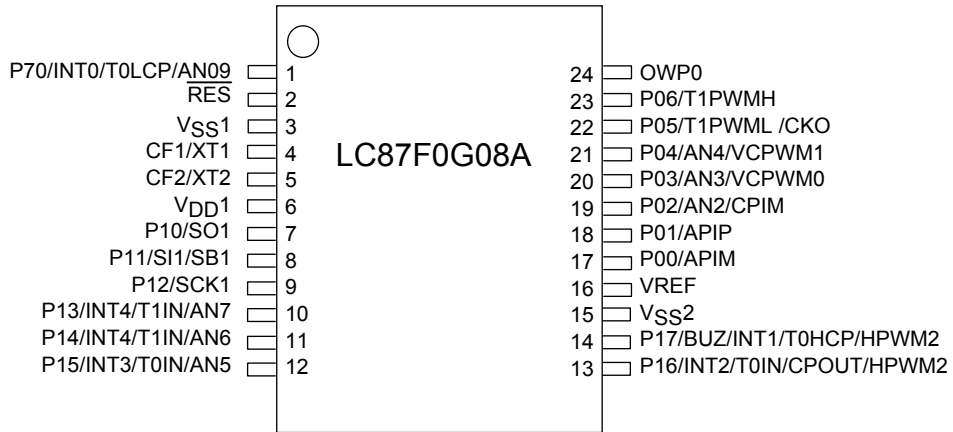 P70/INT0/T0LCP/AN09 1
RES 2
VSS1 3
CF1/XT1 4
CF2/XT2 5
VDD1 6
P10/SO1 7
P11/SI1/SB1 8
P12/SCK1 9
P13/INT4/T1IN/AN7 10
P14/INT4/T1IN/AN6 11
P15/INT3/T0IN/AN5 12
LC87F0G08A
24 OWP0
23 P06/T1PWMH
22 P05/T1PWML /CKO
21 P04/AN4/VCPWM1
20 P03/AN3/VCPWM0
19 P02/AN2/CPIM
18 P01/APIP
17 P00/APIM
16 VREF
15 VSS2
14 P17/BUZ/INT1/T0HCP/HPWM2
13 P16/INT2/T0IN/CPOUT/HPWM2